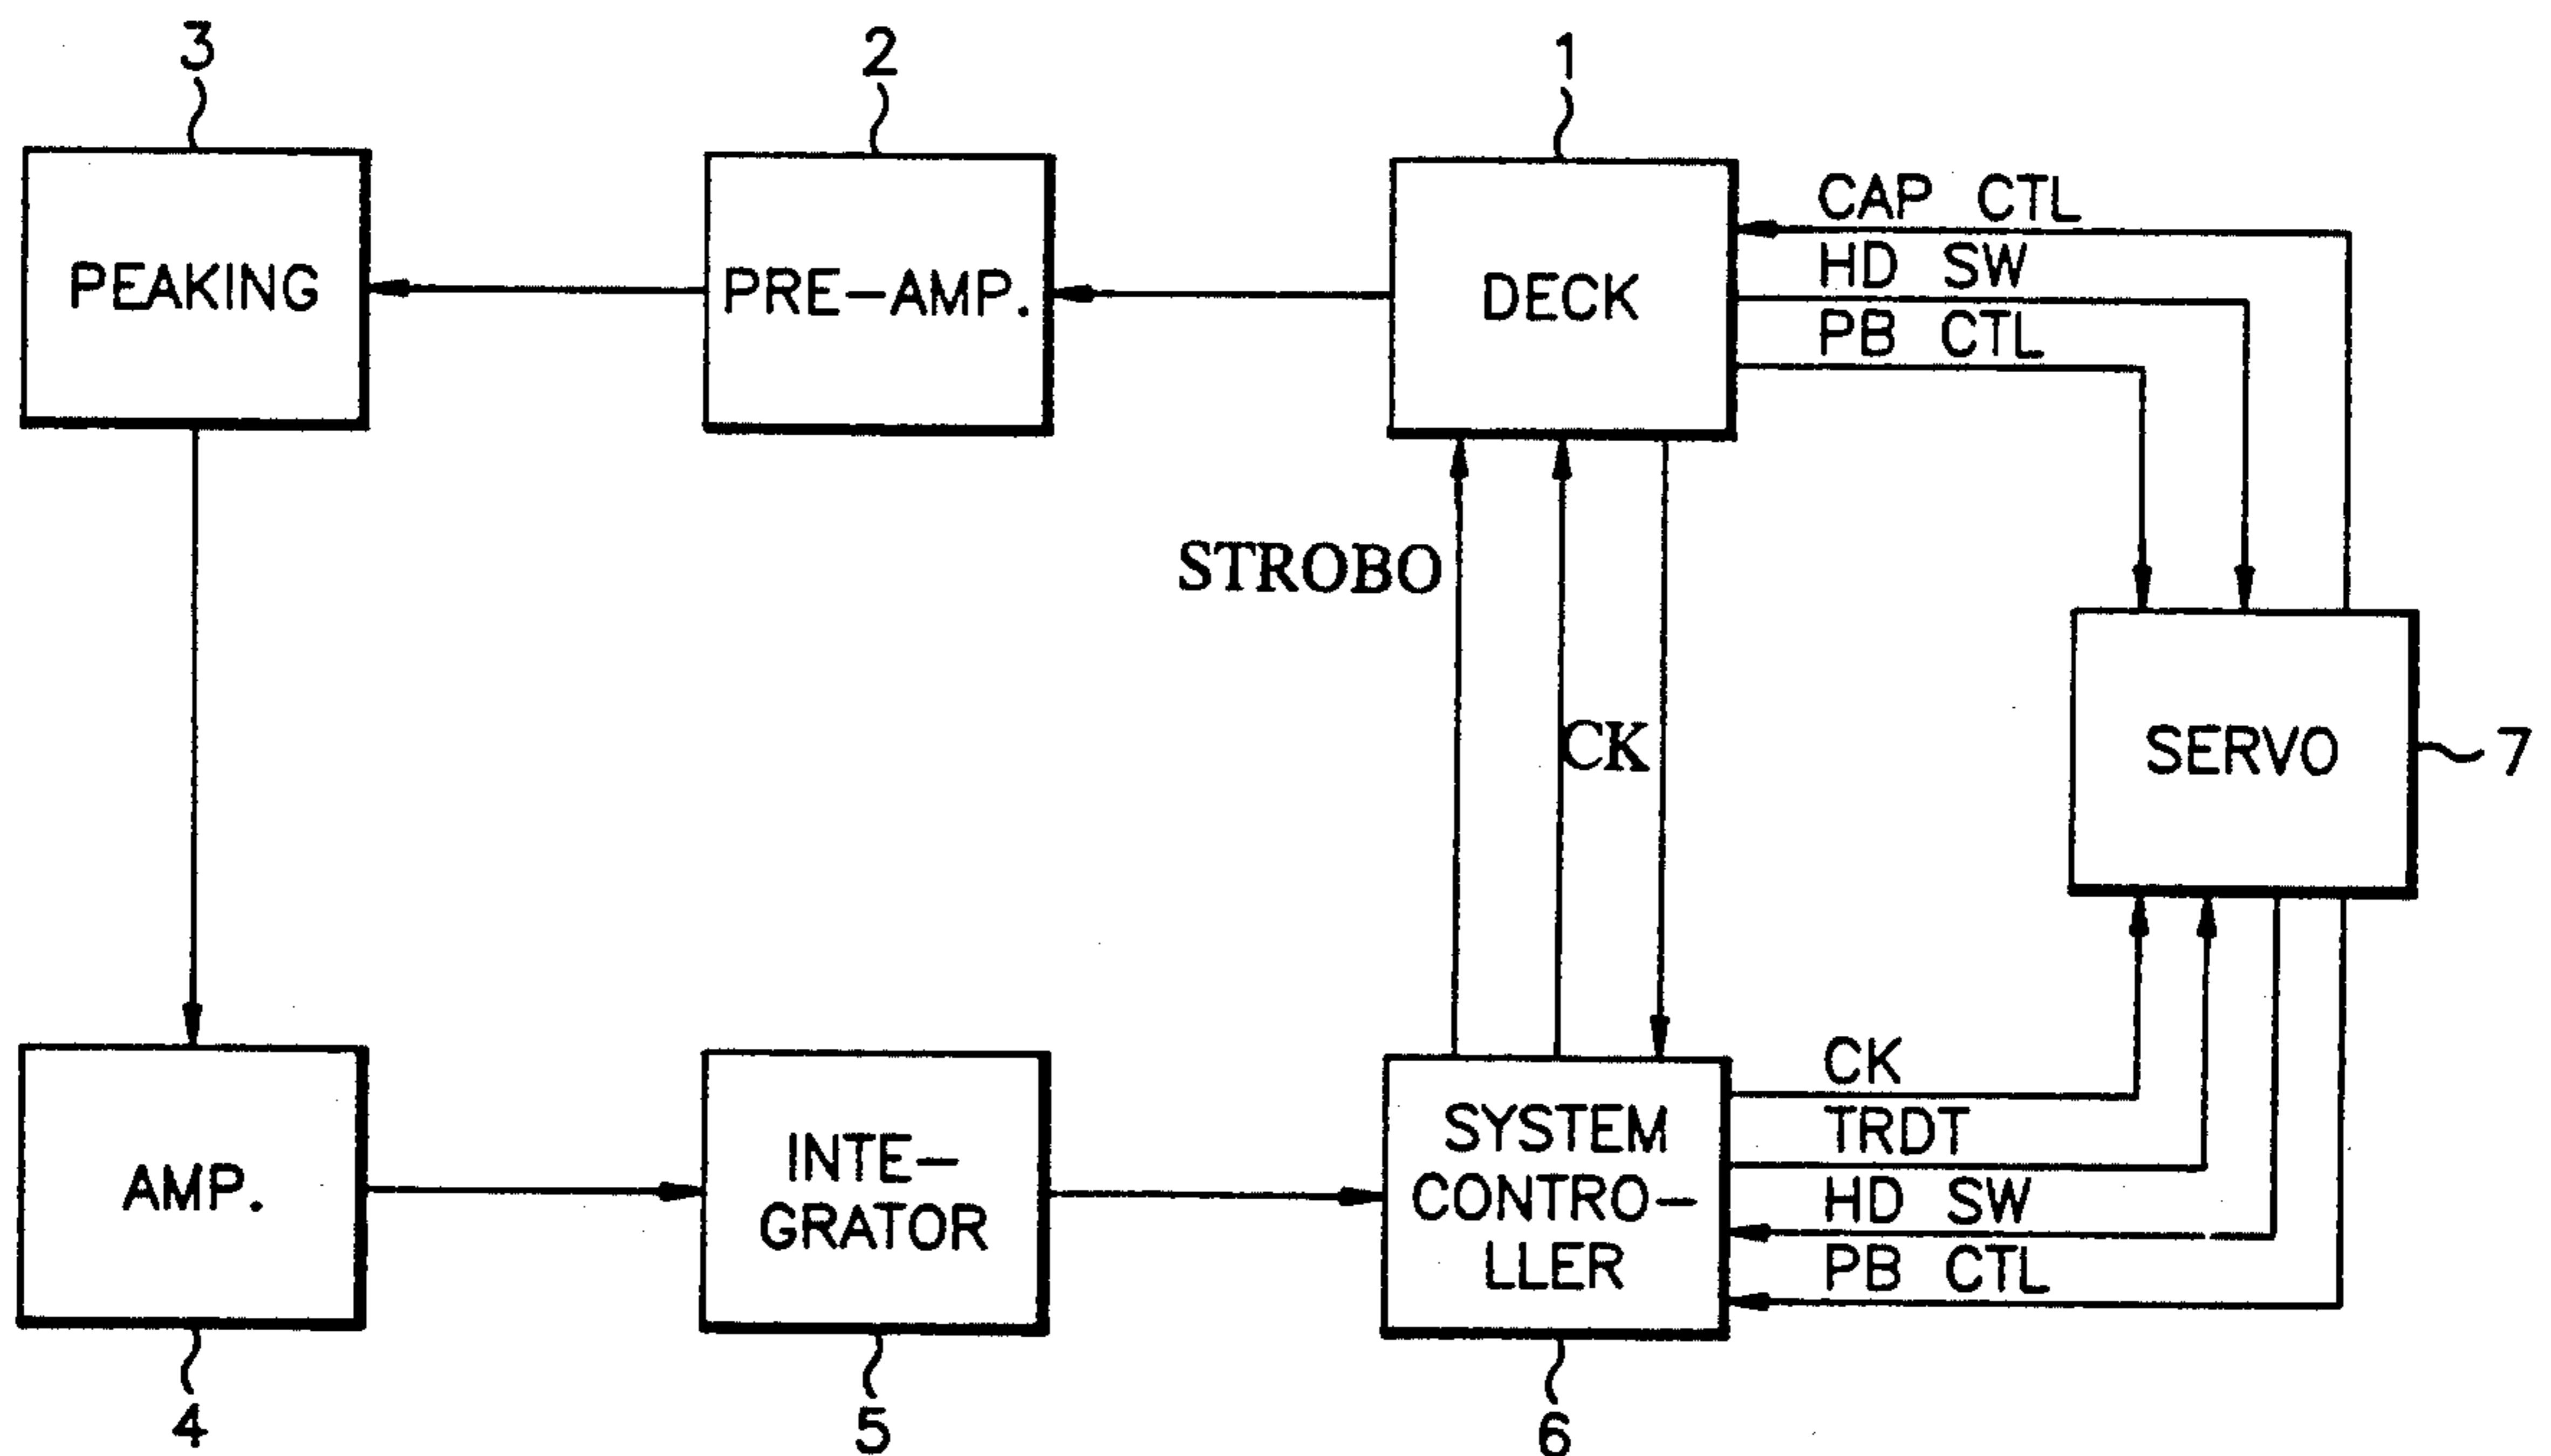 3
2
1
PEAKING
PRE-AMP.
DECK
CAP CTL
HD SW
PB CTL
STROBO
CK
SERVO
7
AMP.
INTE-
GRATOR
SYSTEM
CONTRO-
LLER
CK
TRDT
HD SW
PB CTL
4
5
6